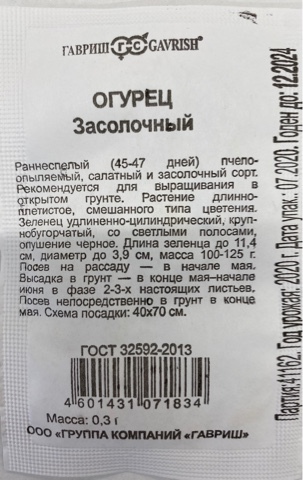 ГАВРИШ ГС GAVRISH®
ОГУРЕЦ
Засолочный
Раннеспелый (45-47 дней) пчело-
опыляемый, салатный и засолочный сорт.
Рекомендуется для выращивания в
открытом грунте. Растение длинно-
плетистое, смешанного типа цветения.
Зеленец удлиненно-цилиндрический, круп-
нобугорчатый, со светлыми полосами,
опушение черное. Длина зеленца до 11,4
см, диаметр до 3,9 см, масса 100-125 г.
Посев на рассаду — в начале мая.
Высадка в грунт — в конце мая–начале
июня в фазе 2-3-х настоящих листьев.
Посев непосредственно в грунт в конце
мая. Схема посадки: 40х70 см.
ГОСТ 32592-2013
4 601431 071834
Масса: 0,3 г
ООО «ГРУППА КОМПАНИЙ «ГАВРИШ»
Партия:41162. Год урожая: 2020 г. Дата упак.: 07.2020. Годен до: 12.2024